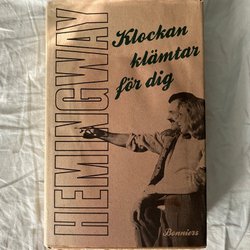 HEMINGWAY
Klockan
klämtar
för dig
Bonniers